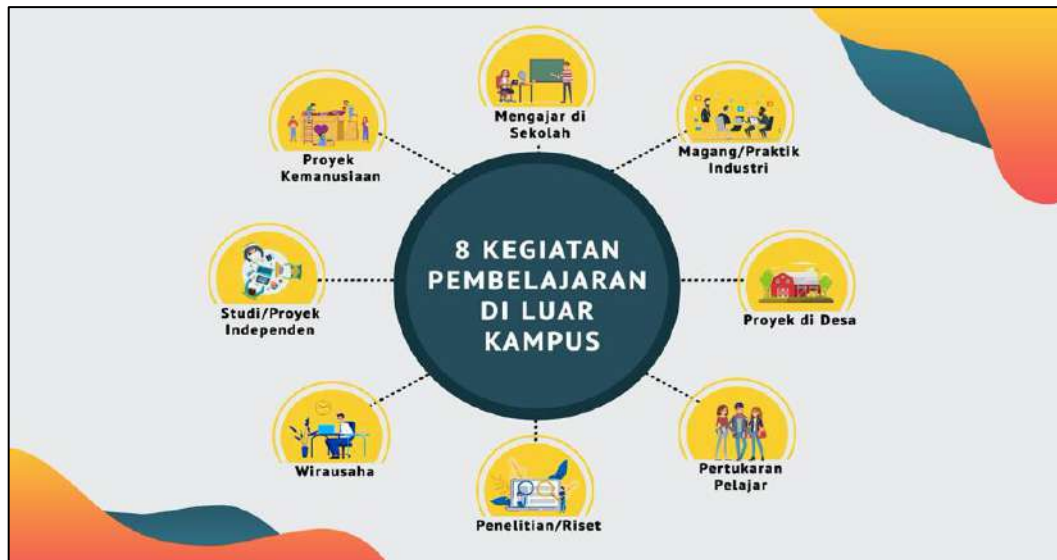 8 KEGIATAN
PEMBELAJARAN
DI LUAR
KAMPUS
Mengajar di
Sekolah
Magang/Praktik
Industri
Proyek di Desa
Pertukaran
Pelajar
Penelitian/Riset
Wirausaha
Studi/Proyek
Independen
Proyek
Kemanusiaan